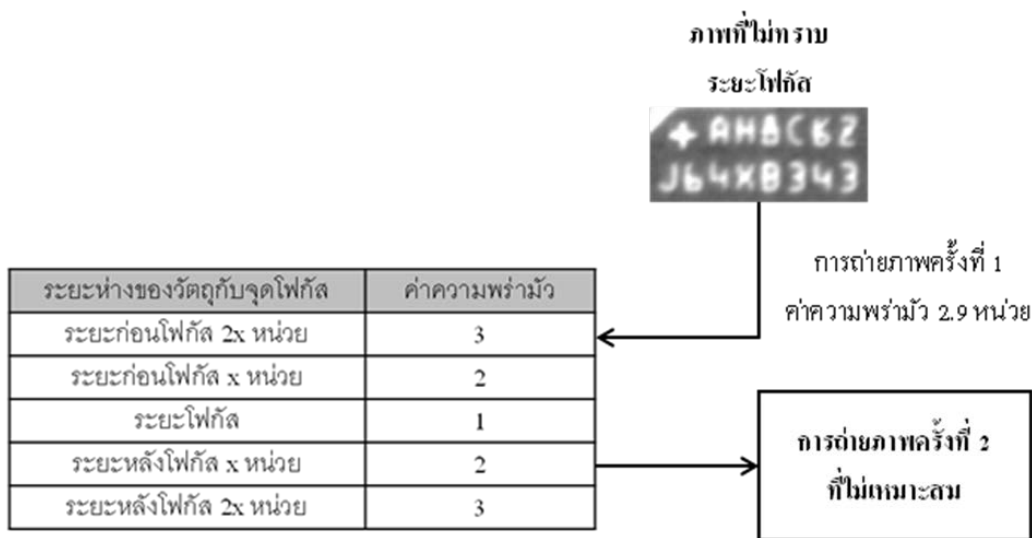 ภาพที่ไม่ทราบ
ระยะโฟกัส
+ AHBC62
J64XB343
การถ่ายภาพครั้งที่ 1
ค่าความพร่ามัว 2.9 หน่วย
ระยะห่างของวัตถุกับจุดโฟกัส ค่าความพร่ามัว
ระยะก่อนโฟกัส 2x หน่วย 3
ระยะก่อนโฟกัส x หน่วย 2
ระยะโฟกัส 1
ระยะหลังโฟกัส x หน่วย 2
ระยะหลังโฟกัส 2x หน่วย 3
การถ่ายภาพครั้งที่ 2
ที่ไม่เหมาะสม